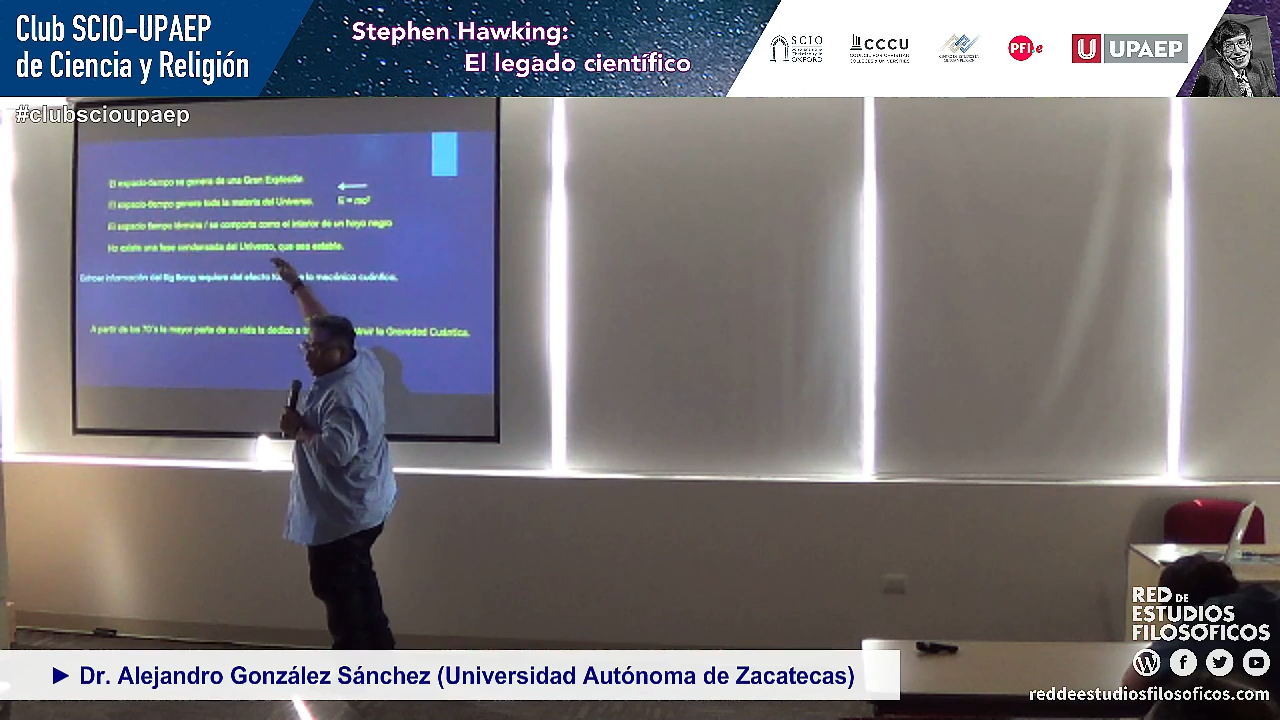 Club SCIO-UPAEP
de Ciencia y Religión
Stephen Hawking:
El legado científico
SCIO
OXFORD
CCCU
PFI.e
U UPAEP
#clubscioupaep
El espacio-tiempo se genera de una Gran Explosión
El espacio-tiempo genera toda la materia del Universo.
E = mc²
El espacio tiempo término / se comporta como el interior de un hoyo negro
No existe una fase condensada del Universo, que sea estable.
Extraer información del Big Bang requiere del efecto la mecánica cuántica.
A partir de los 70's la mayor parte de su vida la dedico a la Gravedad Cuántica.
RED DE
ESTUDIOS
FILOSÓFICOS
reddeestudiosfilosoficos.com
► Dr. Alejandro González Sánchez (Universidad Autónoma de Zacatecas)